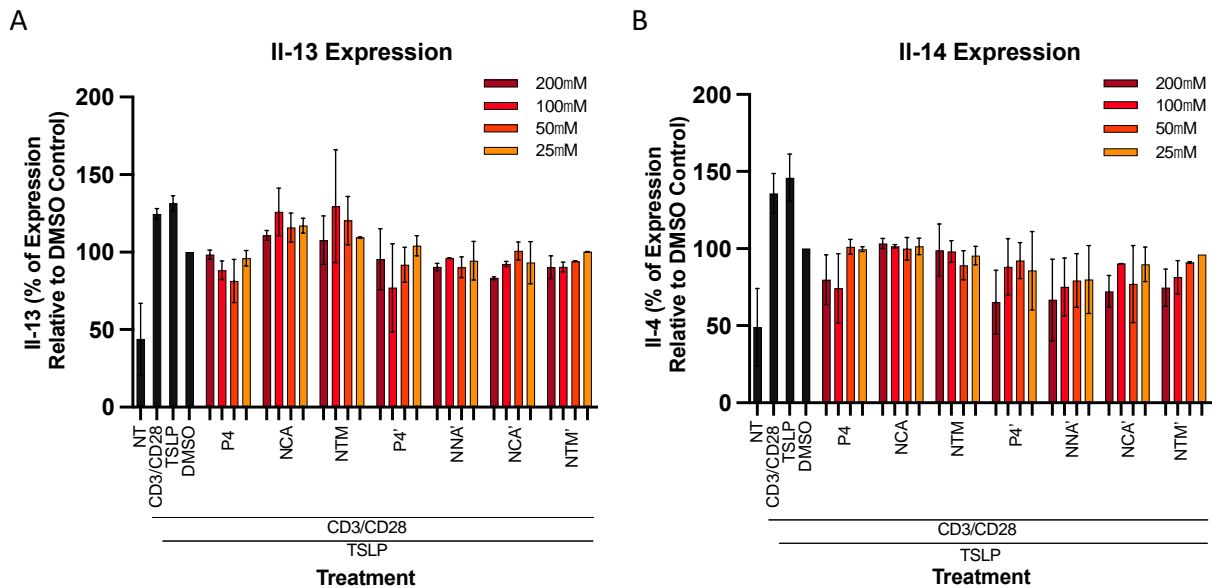 A
Il-13 Expression
200mM
100mM
50mM
25mM
Il-13 (% of Expression
Relative to DMSO Control)
200
150
100
50
0
NT
CD3/CD28
TSLP
DMSO
P4
NCA
NTM
P4’
NNA’
NCA’
NTM’
CD3/CD28
TSLP
Treatment
B
Il-14 Expression
200mM
100mM
50mM
25mM
Il-4 (% of Expression
Relative to DMSO Control)
200
150
100
50
0
NT
CD3/CD28
TSLP
DMSO
P4
NCA
NTM
P4’
NNA’
NCA’
NTM’
CD3/CD28
TSLP
Treatment